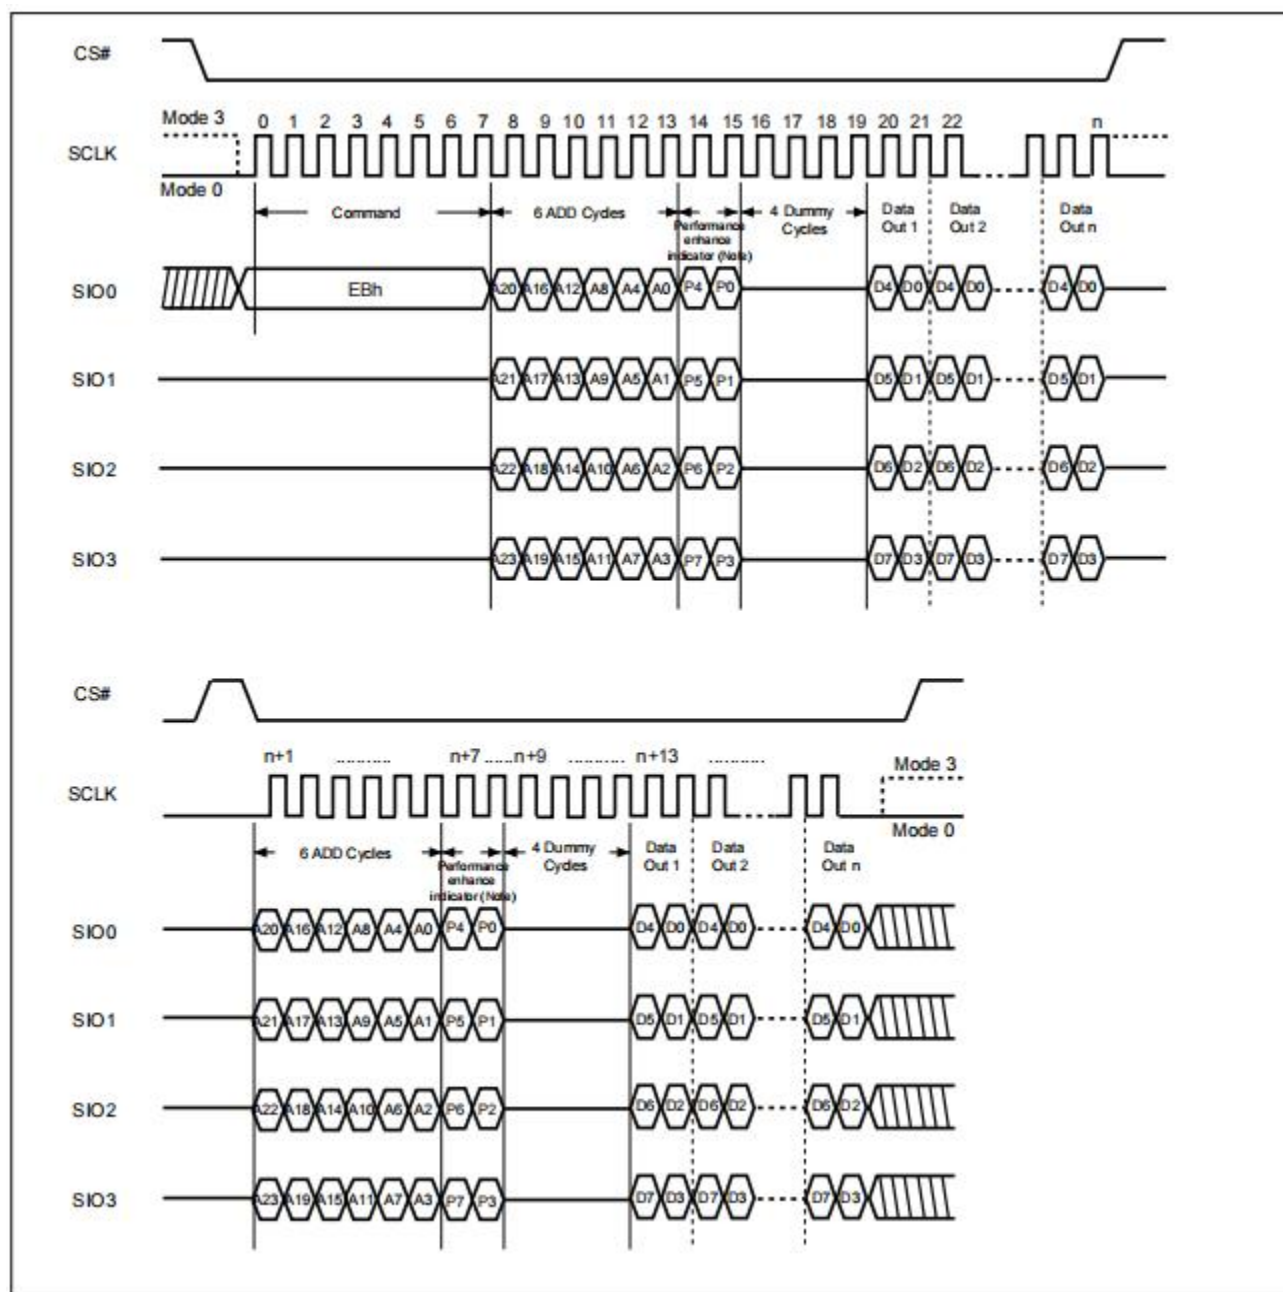 CS#
Mode 3
0 1 2 3 4 5 6 7 8 9 10 11 12 13 14 15 16 17 18 19 20 21 22 n
SCLK
Mode 0
Command 6 ADD Cycles Performance enhance indicator (Note) 4 Dummy Cycles Data Out 1 Data Out 2 Data Out n
SIO0 EBh A20 A16 A12 A8 A4 A0 P4 P0 D4 D0 D4 D0 D4 D0
SIO1 A21 A17 A13 A9 A5 A1 P5 P1 D5 D1 D5 D1 D5 D1
SIO2 A22 A18 A14 A10 A6 A2 P6 P2 D6 D2 D6 D2 D6 D2
SIO3 A23 A19 A15 A11 A7 A3 P7 P3 D7 D3 D7 D3 D7 D3
CS#
n+1 ........... n+7 ......n+9 ........... n+13 ...........
Mode 3
SCLK
Mode 0
6 ADD Cycles Performance enhance indicator (Note) 4 Dummy Cycles Data Out 1 Data Out 2 Data Out n
SIO0 A20 A16 A12 A8 A4 A0 P4 P0 D4 D0 D4 D0 D4 D0
SIO1 A21 A17 A13 A9 A5 A1 P5 P1 D5 D1 D5 D1 D5 D1
SIO2 A22 A18 A14 A10 A6 A2 P6 P2 D6 D2 D6 D2 D6 D2
SIO3 A23 A19 A15 A11 A7 A3 P7 P3 D7 D3 D7 D3 D7 D3